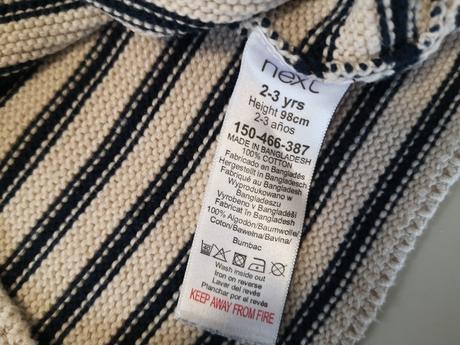 next
2-3 yrs
Height 98cm
2-3 años
150-466-387
MADE IN BANGLADESH
100% COTTON
Fabricado en Bangladés
Hergestellt in Bangladesch
Fabriqué au Bangladesh
Wyprodukowano w
Bangladeszu
Vyrobeno v Bangladéši
Fabricat în Bangladesh
100% Algodón/Baumwolle/
Coton/Bawełna/Bavlna/
Bumbac
Wash inside out
Iron on reverse
Lavar del revés
Planchar por el revés
KEEP AWAY FROM FIRE